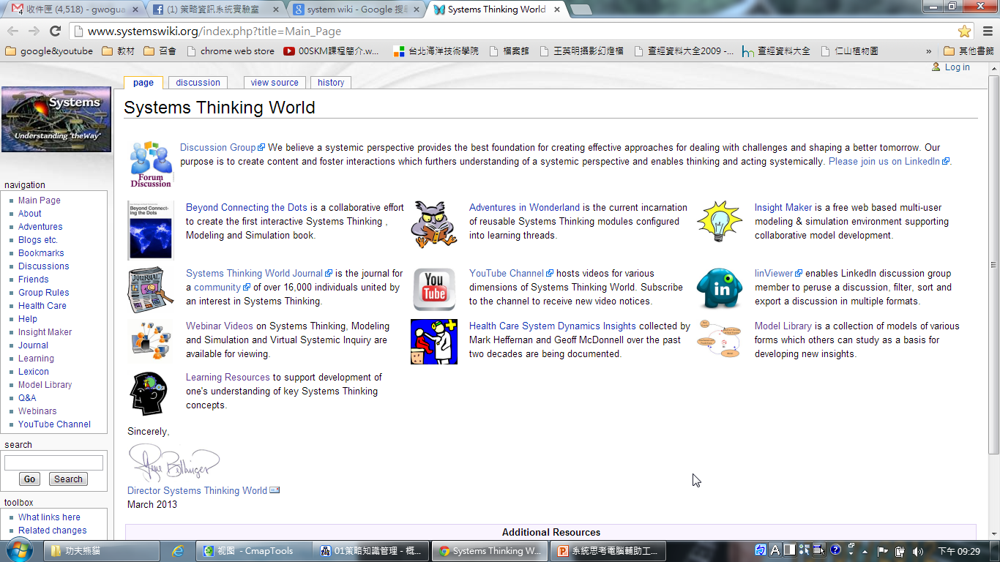 收件匣 (4,518) - gwogua
(1) 策略資訊系統實驗室
system wiki - Google 搜尋
Systems Thinking World
www.systemswiki.org/index.php?title=Main_Page
google&youtube 教材 召會 chrome web store 00SKM課程簡介.w... 台北海洋技術學院 檔案館 王英明攝影幻燈檔 查經資料大全2009 -... 查經資料大全 仁山植物園 » 其他書籤
Log in
page discussion view source history
Systems
Understanding "the Way"
Systems Thinking World
Forum
Discussion
Discussion Group We believe a systemic perspective provides the best foundation for creating effective approaches for dealing with challenges and shaping a better tomorrow. Our
purpose is to create content and foster interactions which furthers understanding of a systemic perspective and enables thinking and acting systemically. Please join us on LinkedIn.
Beyond Connect-
ing the Dots
Beyond Connecting the Dots is a collaborative effort
to create the first interactive Systems Thinking ,
Modeling and Simulation book.
Adventures in Wonderland is the current incarnation
of reusable Systems Thinking modules configured
into learning threads.
Insight Maker is a free web based multi-user
modeling & simulation environment supporting
collaborative model development.
JOURNAL
Systems Thinking World Journal is the journal for
a community of over 16,000 individuals united by
an interest in Systems Thinking.
You
Tube
YouTube Channel hosts videos for various
dimensions of Systems Thinking World. Subscribe
to the channel to receive new video notices.
in
linViewer enables LinkedIn discussion group
member to peruse a discussion, filter, sort and
export a discussion in multiple formats.
Webinar Videos on Systems Thinking, Modeling
and Simulation and Virtual Systemic Inquiry are
available for viewing.
Health Care System Dynamics Insights collected by
Mark Heffernan and Geoff McDonnell over the past
two decades are being documented.
Model Library is a collection of models of various
forms which others can study as a basis for
developing new insights.
Learning Resources to support development of
one's understanding of key Systems Thinking
concepts.
Sincerely,
Gene Bellinger
Director Systems Thinking World
March 2013
Additional Resources
navigation
Main Page
About
Adventures
Blogs etc.
Bookmarks
Discussions
Friends
Group Rules
Health Care
Help
Insight Maker
Journal
Learning
Lexicon
Model Library
Q&A
Webinars
YouTube Channel
search
Go Search
toolbox
What links here
Related changes
功夫熊貓
视图 - CmapTools
01策略知識管理 - 概...
Systems Thinking W...
系統思考電腦輔助工...
下午 09:29